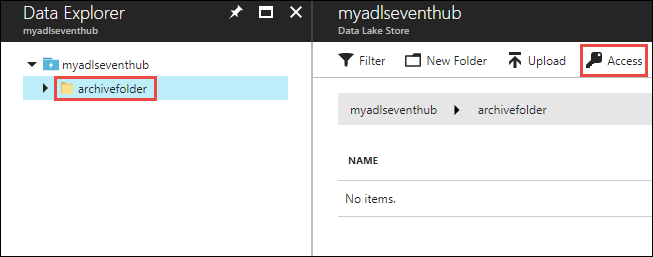 Data Explorer
myadlseventhub
myadlseventhub
archivefolder
myadlseventhub
Data Lake Store
Filter New Folder Upload Access
myadlseventhub archivefolder
NAME
No items.